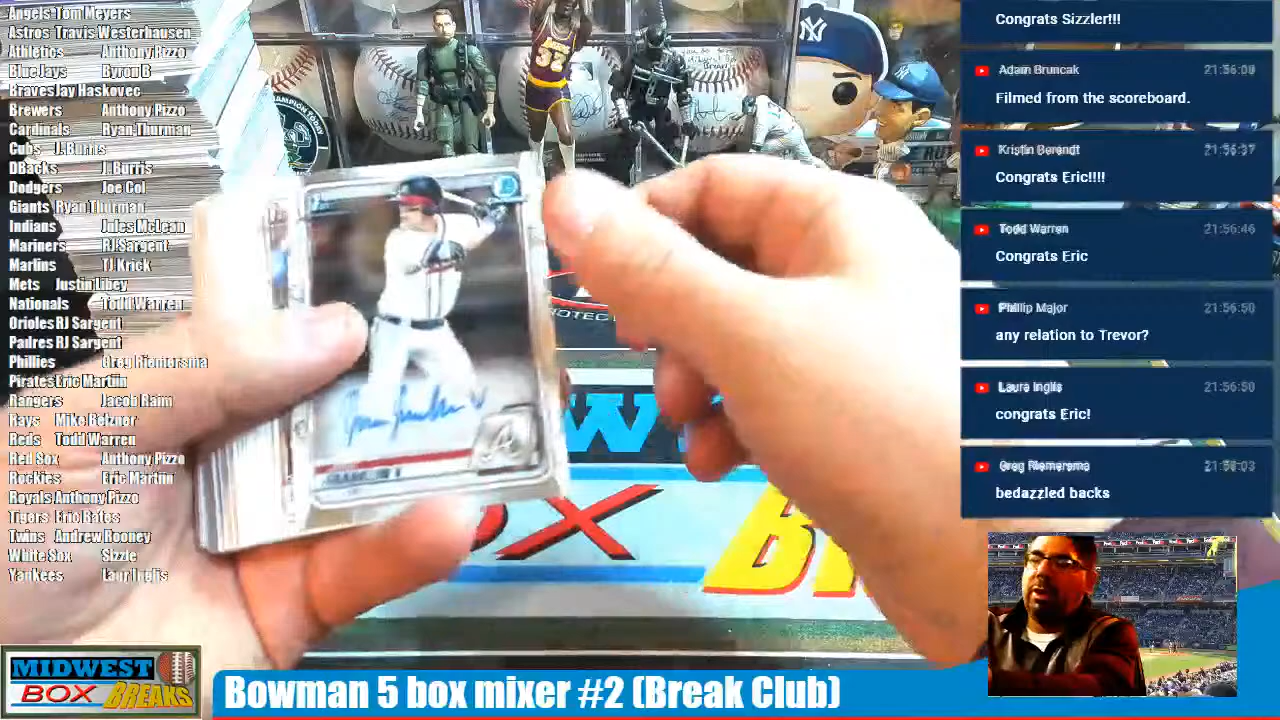 Angels Tom Meyers
Astros Travis Westerhausen
Athletics Anthony Pizzo
Blue Jays Byron B
Braves Jay Haskovec
Brewers Anthony Pizzo
Cardinals Ryan Thurman
Cubs J. Burris
DBacks J. Burris
Dodgers Joe Col
Giants Ryan Thurman
Indians Jules McLean
Mariners RJ Sargent
Marlins TJ Krick
Mets Justin Libey
Nationals Todd Warren
Orioles RJ Sargent
Padres RJ Sargent
Phillies Greg Riemersma
Pirates Eric Martin
Rangers Jacob Raim
Rays Mike Belznor
Reds Todd Warren
Red Sox Anthony Pizzo
Rockies Eric Martin
Royals Anthony Pizzo
Tigers Eric Bates
Twins Andrew Rooney
White Sox Sizzle
Yankees Laur Inglis
32
A
BOX
MIDWEST
BOX
BREAKS
Bowman 5 box mixer #2 (Break Club)
Congrats Sizzler!!!
Adam Bruncak 21:56:09
Filmed from the scoreboard.
Kristin Berendt 21:56:37
Congrats Eric!!!!
Todd Warren 21:56:46
Congrats Eric
Phillip Major 21:56:50
any relation to Trevor?
Laura Inglis 21:56:50
congrats Eric!
Greg Riemersma 21:58:03
bedazzled backs